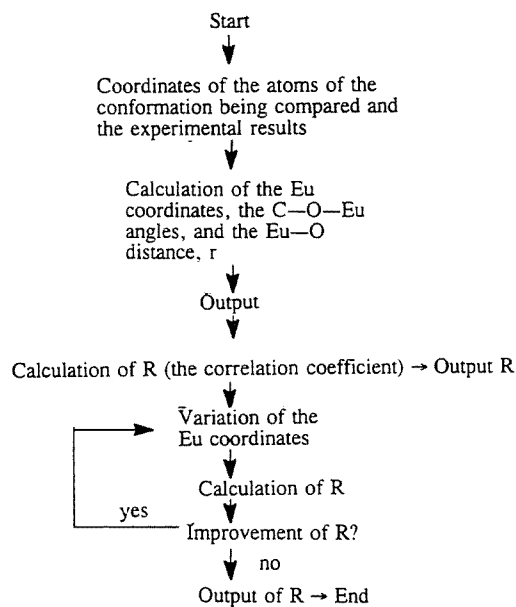 Start
Coordinates of the atoms of the
conformation being compared and
the experimental results
Calculation of the Eu
coordinates, the C—O—Eu
angles, and the Eu—O
distance, r
Output
Calculation of R (the correlation coefficient) → Output R
Variation of the
Eu coordinates
Calculation of R
yes
Improvement of R?
no
Output of R → End